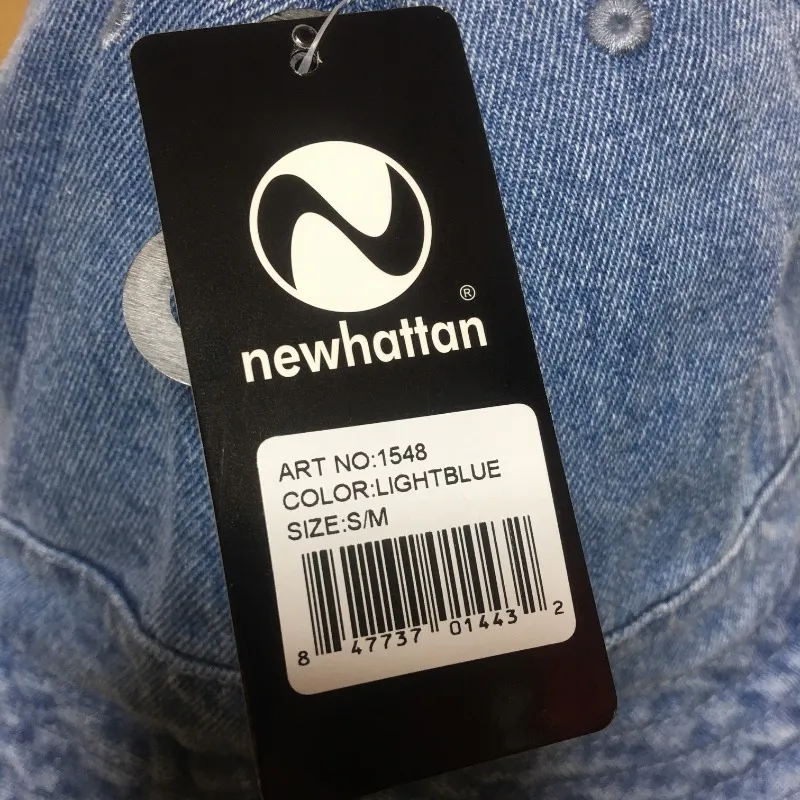 ®
newhattan
ART NO:1548
COLOR:LIGHTBLUE
SIZE:S/M
8 47737 01443 2